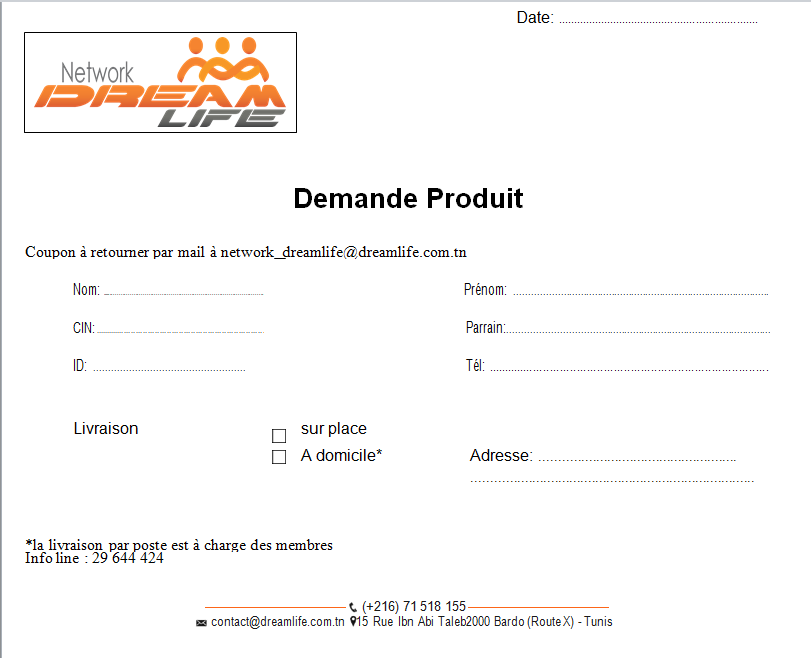 Date: ....................................................................
Network
DREAM
LIFE
Demande Produit
Coupon à retourner par mail à network_dreamlife@dreamlife.com.tn
Nom: ...................................................... Prénom: ......................................................................................
CIN: ........................................................ Parrain:.........................................................................................
ID: .................................................... Tél: ..............................................................................................
Livraison sur place
A domicile* Adresse: ....................................................
.........................................................................
*la livraison par poste est à charge des membres
Info line : 29 644 424
(+216) 71 518 155
contact@dreamlife.com.tn 15 Rue Ibn Abi Taleb2000 Bardo (Route X) - Tunis